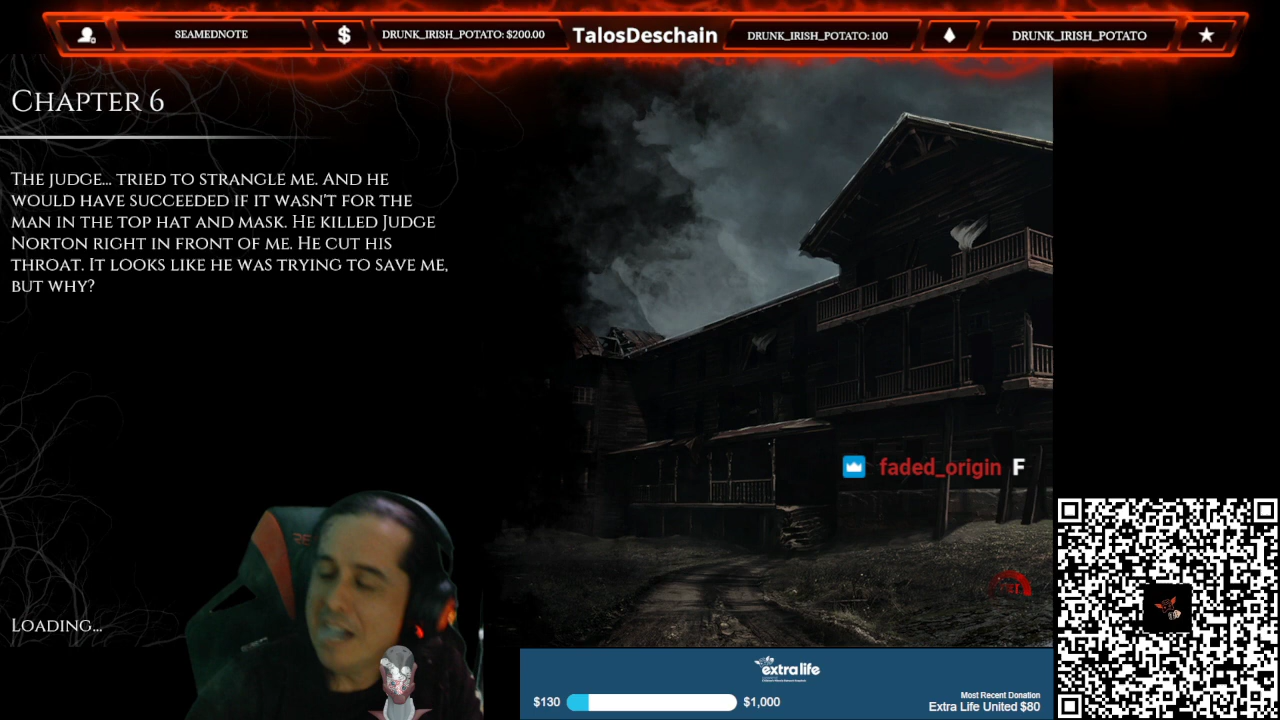 SEAMEDNOTE
$
DRUNK_IRISH_POTATO: $200.00
TalosDeschain
DRUNK_IRISH_POTATO: 100
DRUNK_IRISH_POTATO
Chapter 6
The judge... tried to strangle me. And he
would have succeeded if it wasn't for the
man in the top hat and mask. He killed Judge
Norton right in front of me. He cut his
throat. It looks like he was trying to save me,
but why?
faded_origin F
Loading...
extralife
$130
$1,000
Most Recent Donation
Extra Life United $80